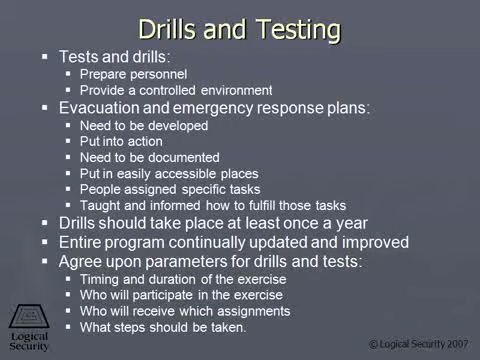 Drills and Testing
▪ Tests and drills:
▪ Prepare personnel
▪ Provide a controlled environment
▪ Evacuation and emergency response plans:
▪ Need to be developed
▪ Put into action
▪ Need to be documented
▪ Put in easily accessible places
▪ People assigned specific tasks
▪ Taught and informed how to fulfill those tasks
▪ Drills should take place at least once a year
▪ Entire program continually updated and improved
▪ Agree upon parameters for drills and tests:
▪ Timing and duration of the exercise
▪ Who will participate in the exercise
▪ Who will receive which assignments
▪ What steps should be taken.
Logical
Security
© Logical Security 2007